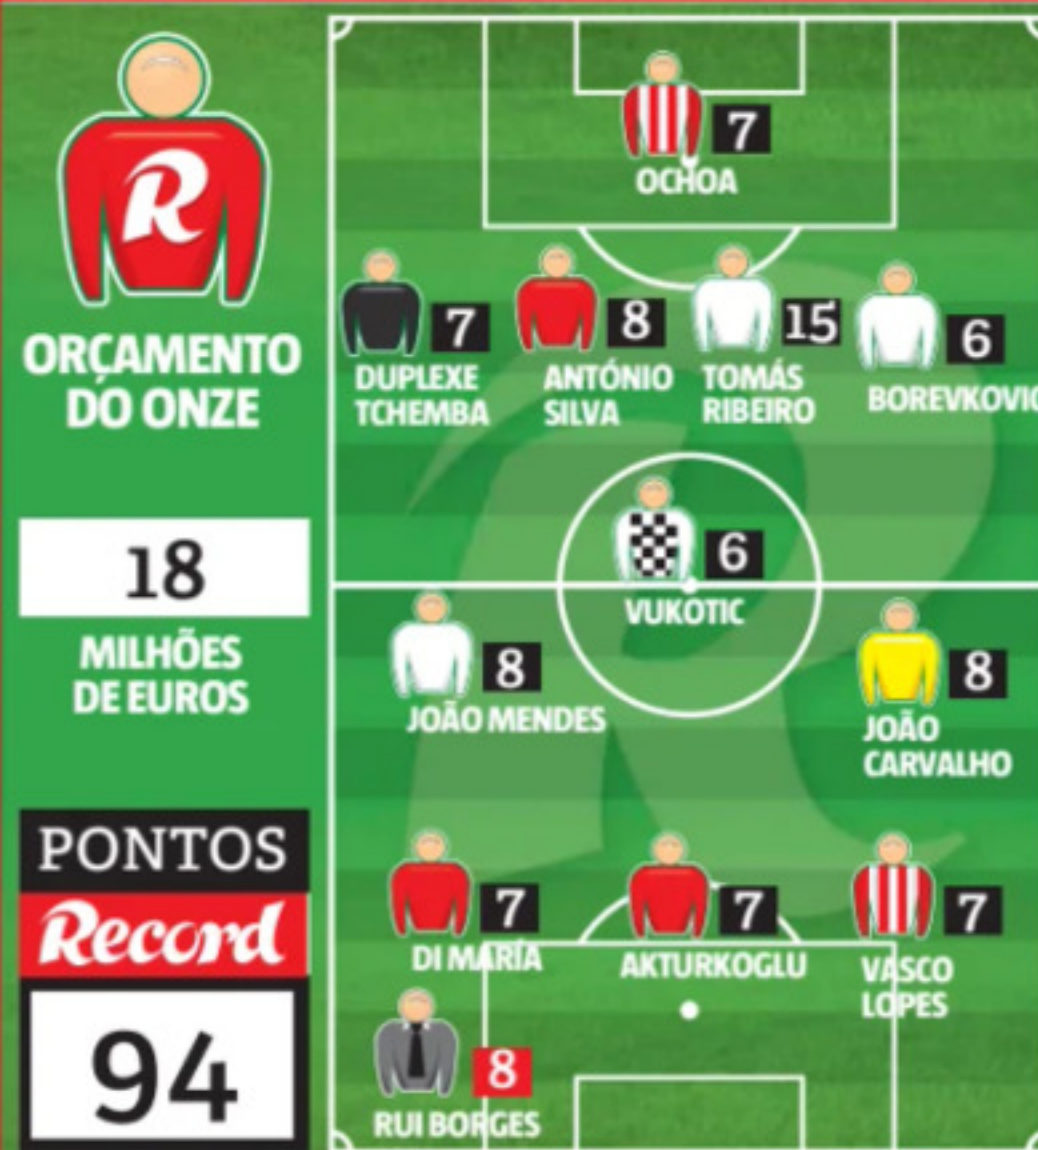 R
ORÇAMENTO
DO ONZE
18
MILHÕES
DE EUROS
PONTOS
Record
94
7
OCHOA
7
DUPLEXE
TCHEMBA
8
ANTÓNIO
SILVA
15
TOMÁS
RIBEIRO
6
BOREVKOVIC
6
VUKOTIC
8
JOÃO MENDES
8
JOÃO
CARVALHO
7
DI MARÍA
7
AKTURKOGLU
7
VASCO
LOPES
8
RUI BORGES